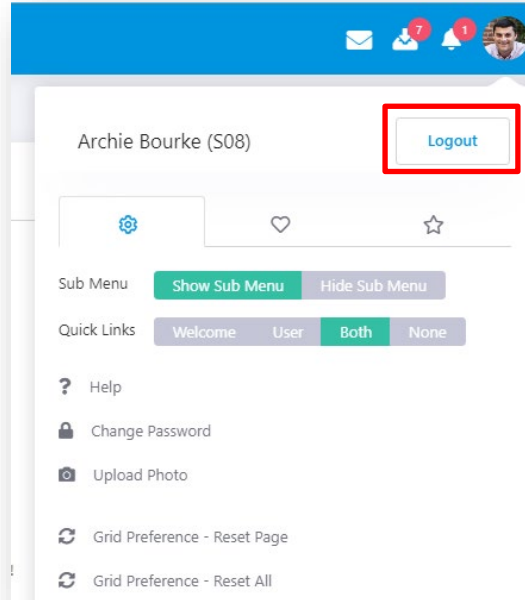 7 1
Archie Bourke (S08) Logout
Sub Menu Show Sub Menu Hide Sub Menu
Quick Links Welcome User Both None
? Help
Change Password
Upload Photo
Grid Preference - Reset Page
! Grid Preference - Reset All